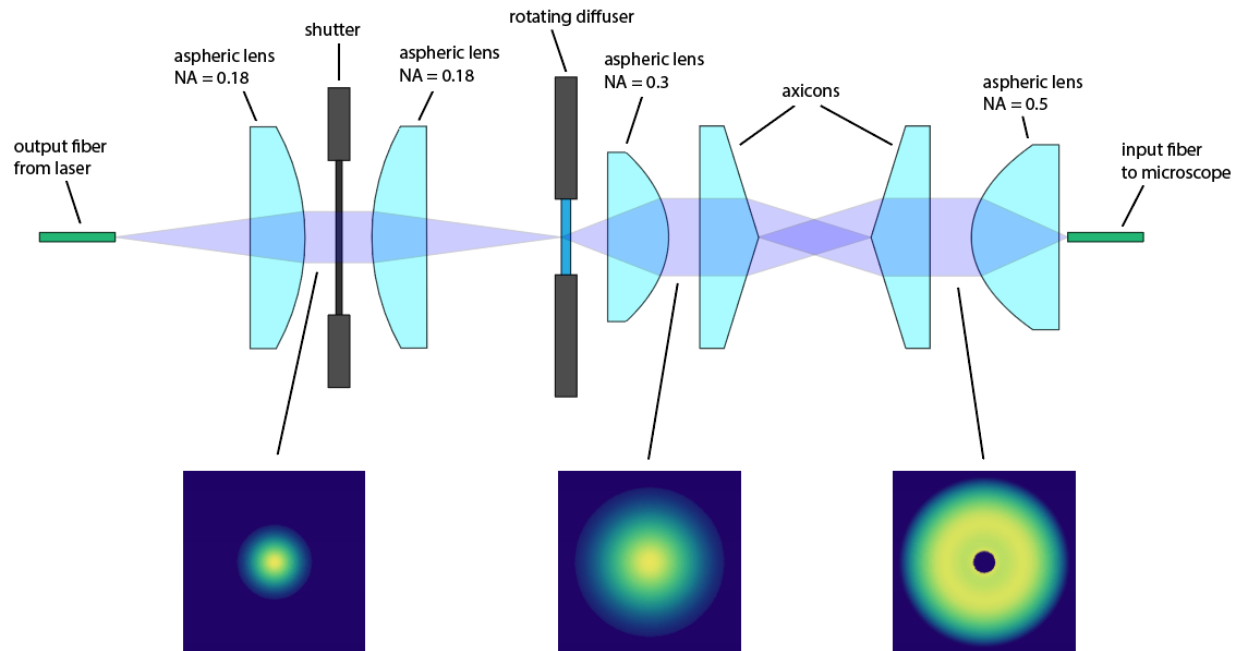 output fiber
from laser
aspheric lens
NA = 0.18
shutter
aspheric lens
NA = 0.18
rotating diffuser
aspheric lens
NA = 0.3
axicons
aspheric lens
NA = 0.5
input fiber
to microscope